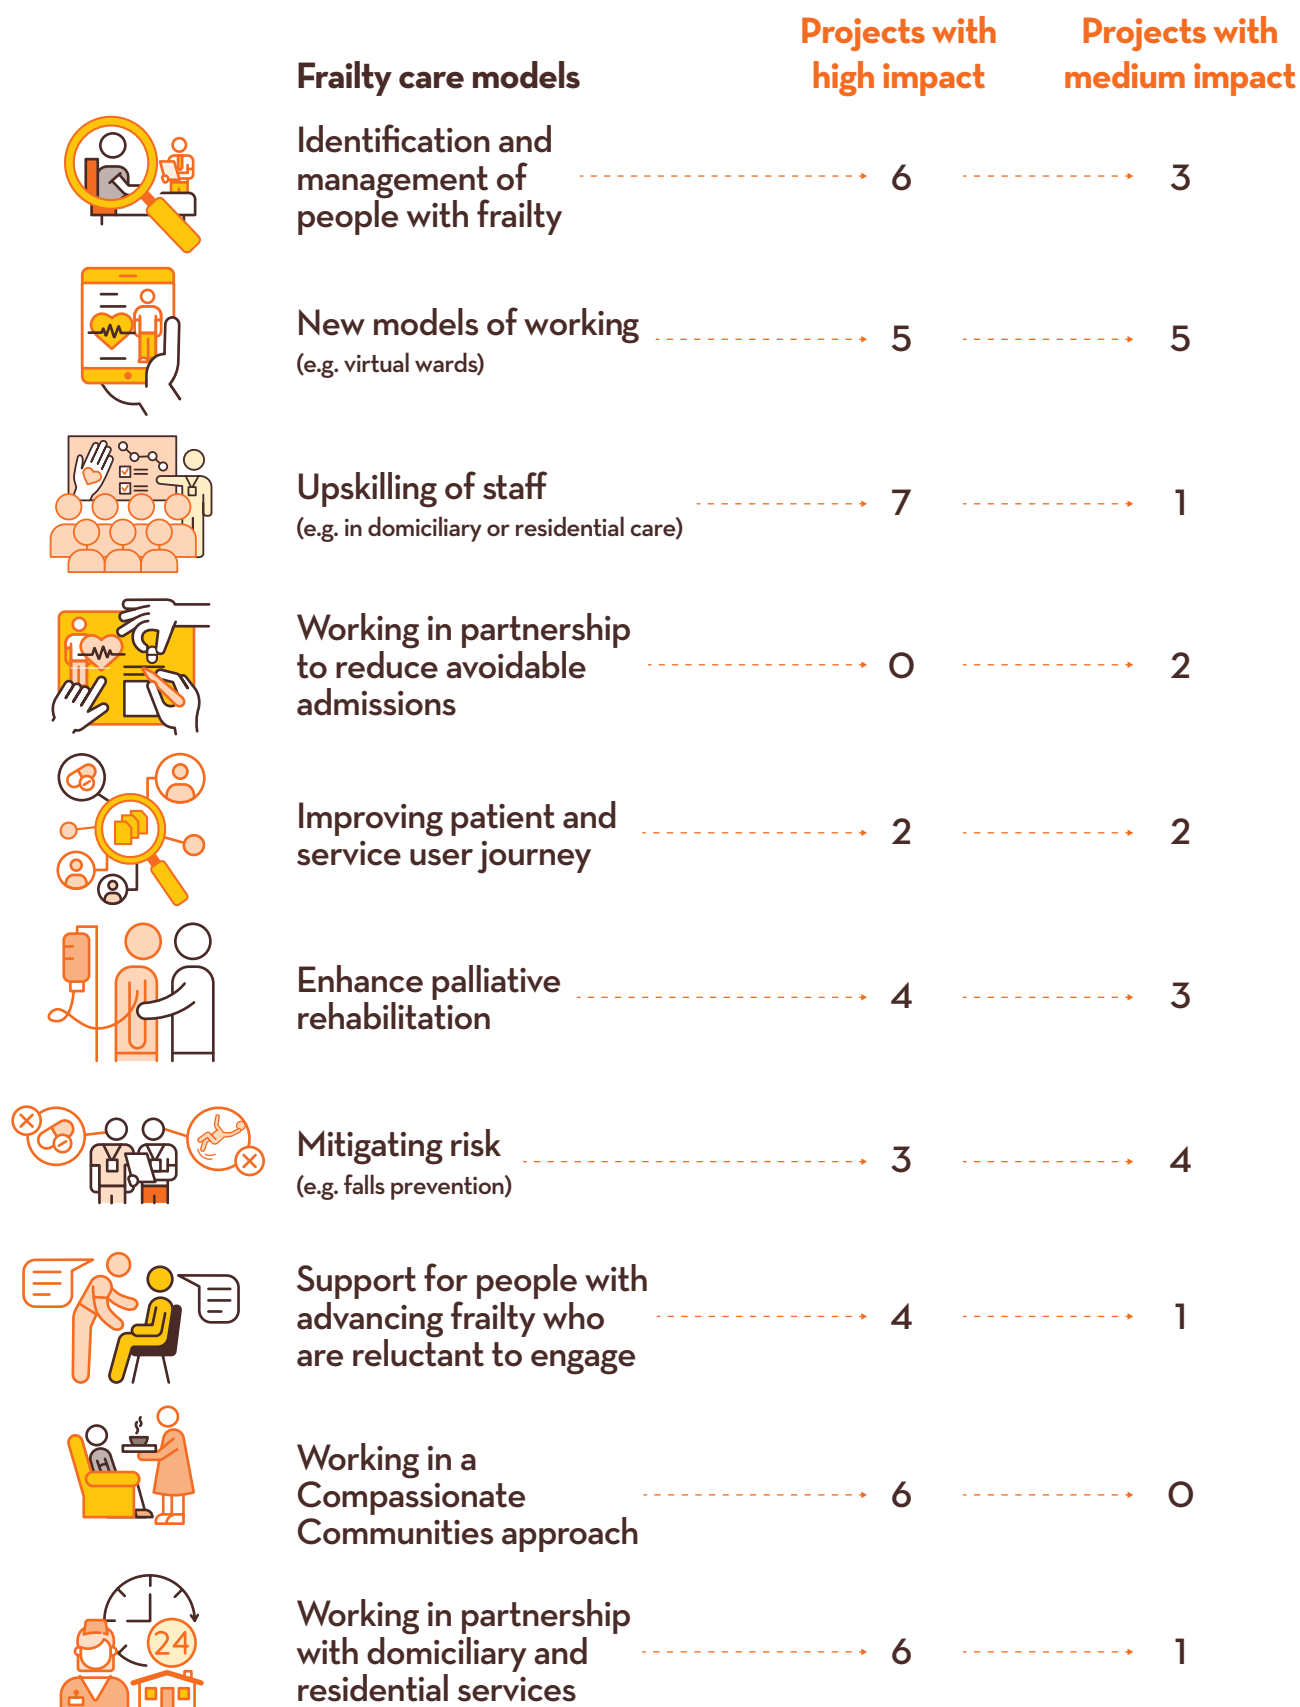 Projects with
high impact
Projects with
medium impact
Frailty care models
Identification and
management of
people with frailty
6
3
New models of working
(e.g. virtual wards)
5
5
Upskilling of staff
(e.g. in domiciliary or residential care)
7
1
Working in partnership
to reduce avoidable
admissions
0
2
Improving patient and
service user journey
2
2
Enhance palliative
rehabilitation
4
3
Mitigating risk
(e.g. falls prevention)
3
4
Support for people with
advancing frailty who
are reluctant to engage
4
1
Working in a
Compassionate
Communities approach
6
0
24
Working in partnership
with domiciliary and
residential services
6
1